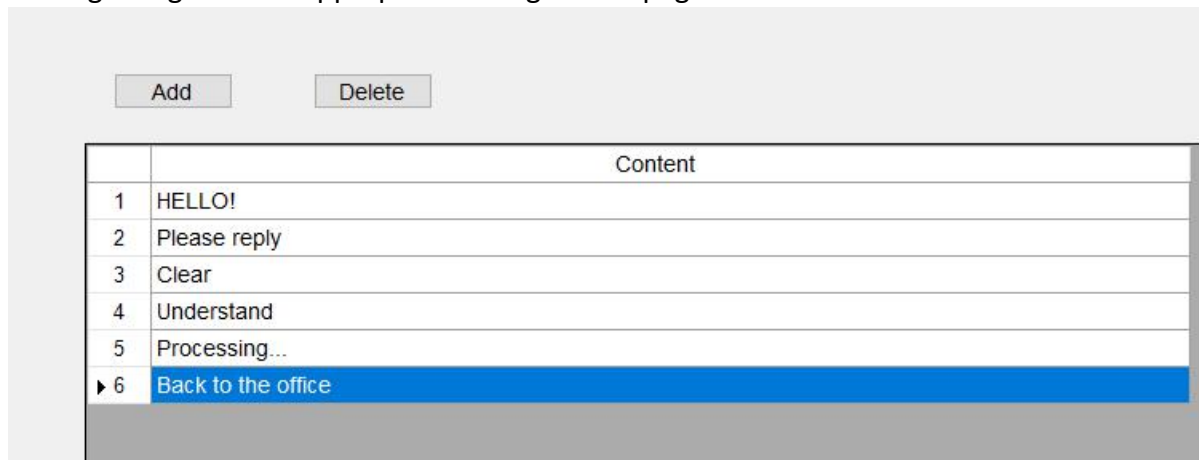 Add Delete
Content
1 HELLO!
2 Please reply
3 Clear
4 Understand
5 Processing...
6 Back to the office